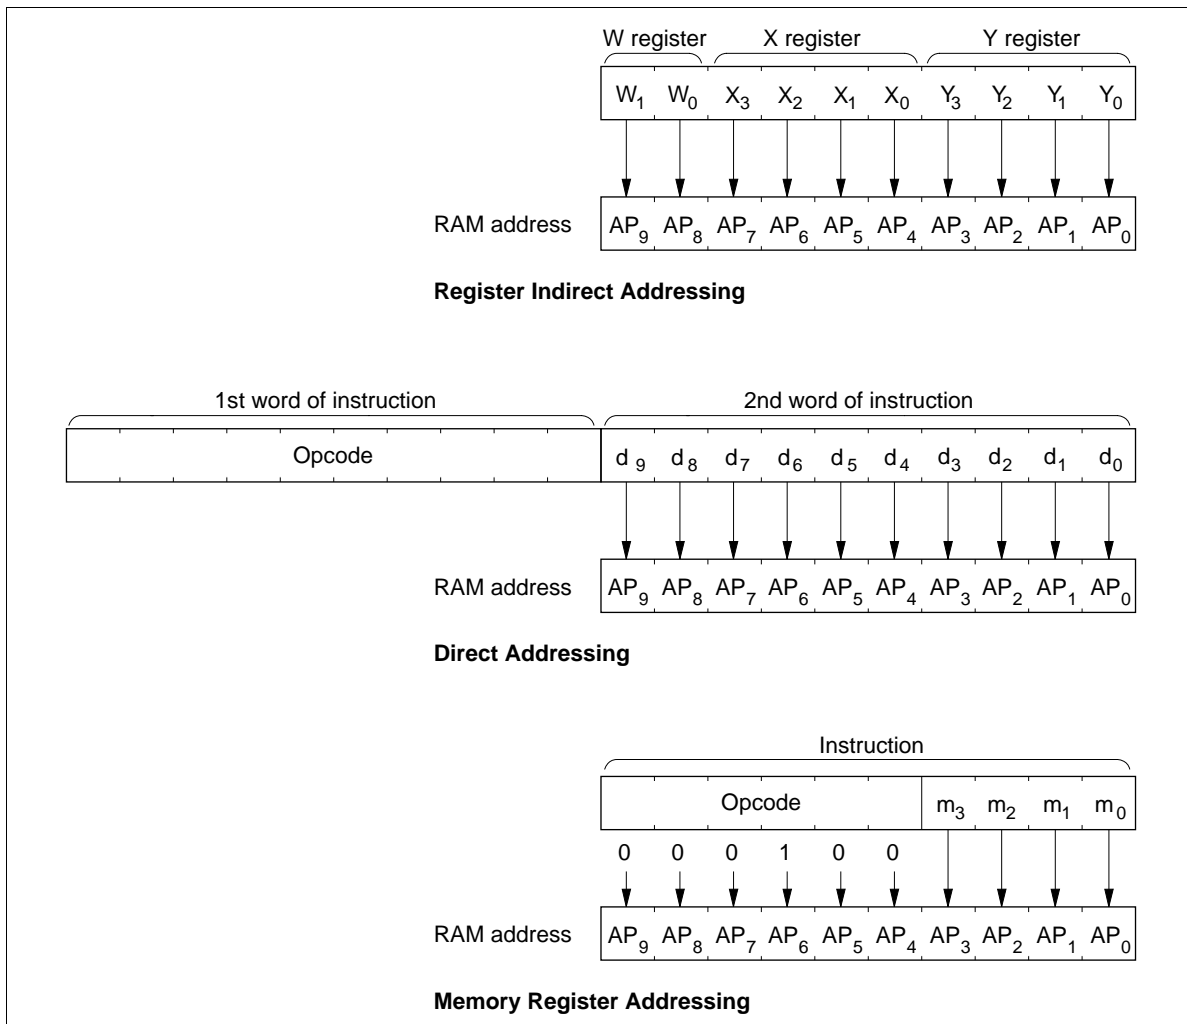 W register X register Y register
W1 W0 X3 X2 X1 X0 Y3 Y2 Y1 Y0
RAM address AP9 AP8 AP7 AP6 AP5 AP4 AP3 AP2 AP1 AP0
Register Indirect Addressing
1st word of instruction 2nd word of instruction
Opcode d9 d8 d7 d6 d5 d4 d3 d2 d1 d0
RAM address AP9 AP8 AP7 AP6 AP5 AP4 AP3 AP2 AP1 AP0
Direct Addressing
Instruction
Opcode m3 m2 m1 m0
0 0 0 1 0 0
RAM address AP9 AP8 AP7 AP6 AP5 AP4 AP3 AP2 AP1 AP0
Memory Register Addressing